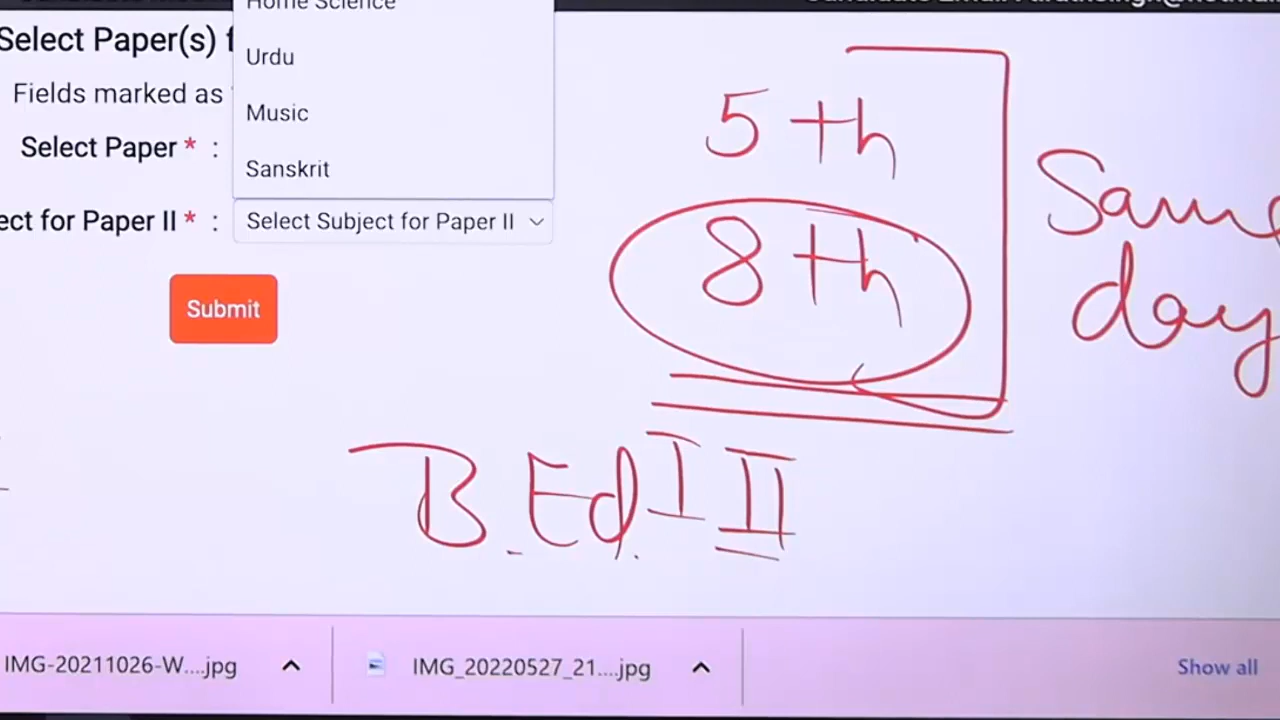 Home Science
Select Paper(s) f
Urdu
Fields marked as
Music
Select Paper * :
Sanskrit
ect for Paper II * :
Select Subject for Paper II
Submit
5th
8th
Same
day
B.Ed. I II
IMG-20211026-W....jpg
IMG_20220527_21....jpg
Show all